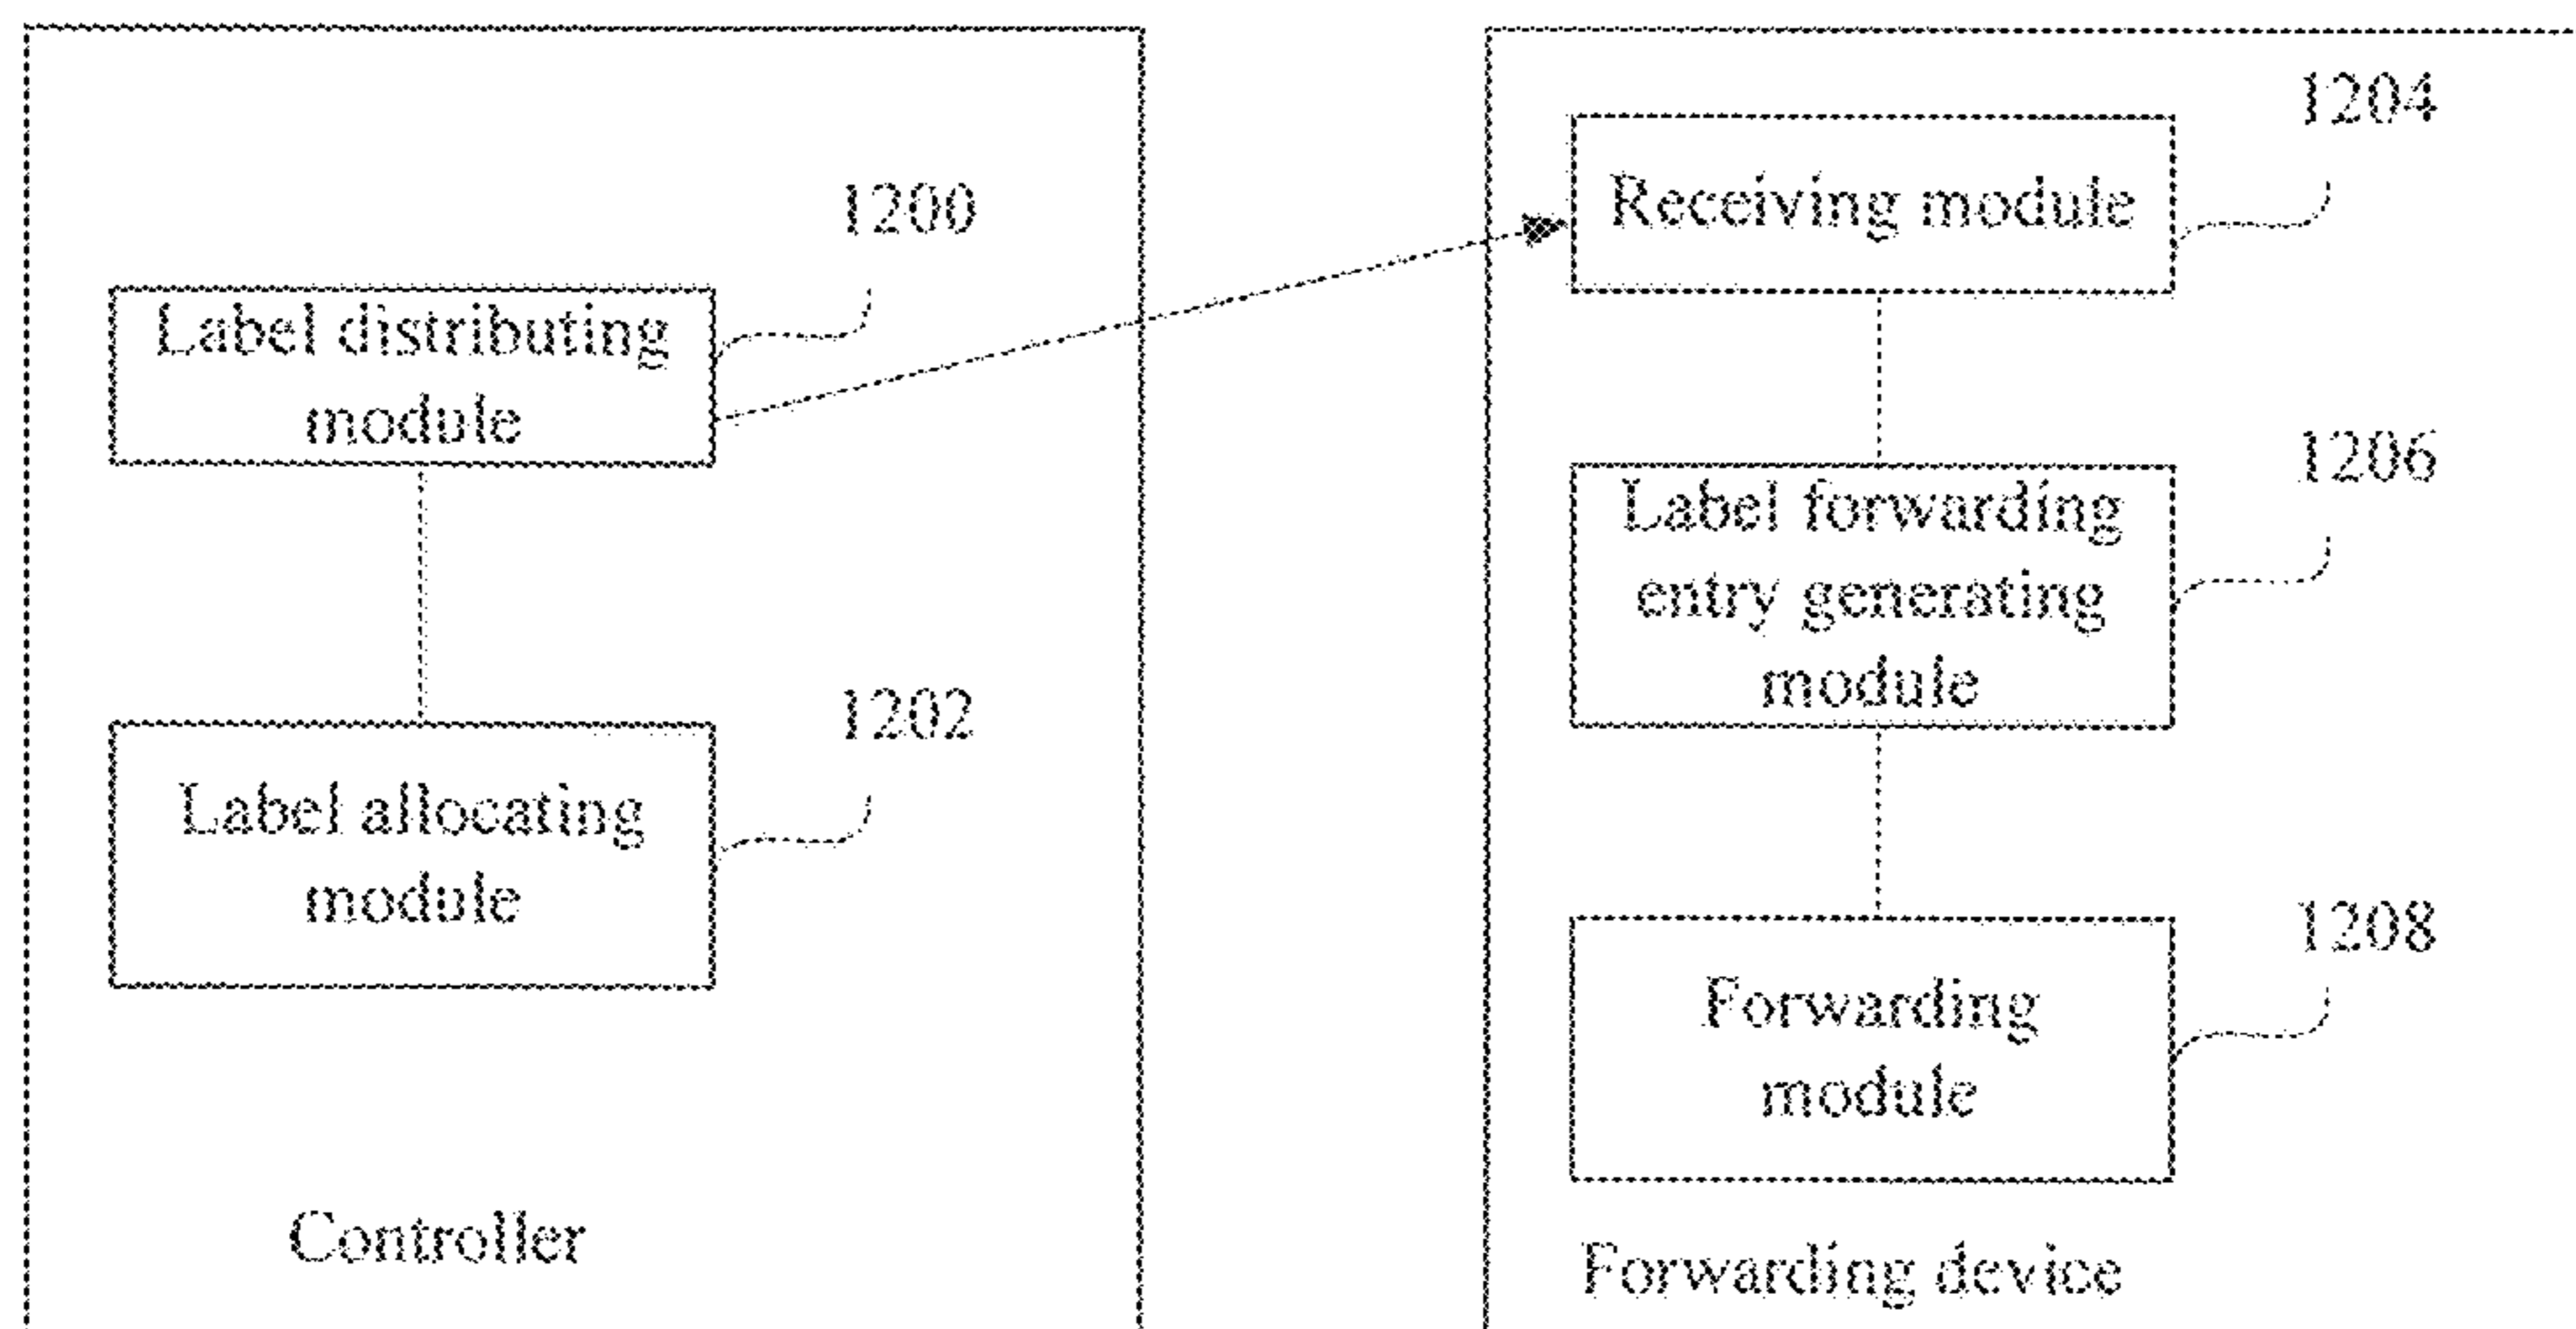 1200
Label distributing
module
1202
Label allocating
module
Controller
1204
Receiving module
1206
Label forwarding
entry generating
module
1208
Forwarding
module
Forwarding device